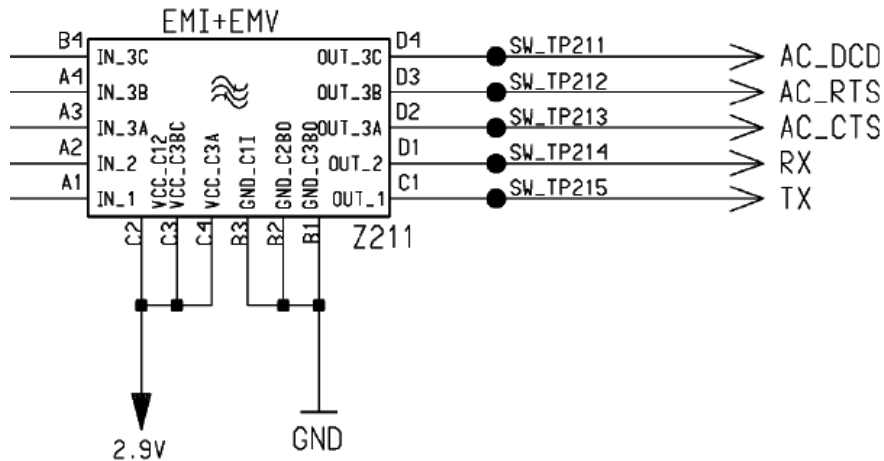 EMI+EMV
B4 IN_3C OUT_3C D4 SW_TP211 AC_DCD
A4 IN_3B OUT_3B D3 SW_TP212 AC_RTS
A3 IN_3A OUT_3A D2 SW_TP213 AC_CTS
A2 IN_2 OUT_2 D1 SW_TP214 RX
A1 IN_1 OUT_1 C1 SW_TP215 TX
VCC_C12 VCC_C3BC VCC_C3A GND_C1I GND_C2BO GND_C3BO
C2 C3 C4 B3 B2 B1 Z211
2.9V GND